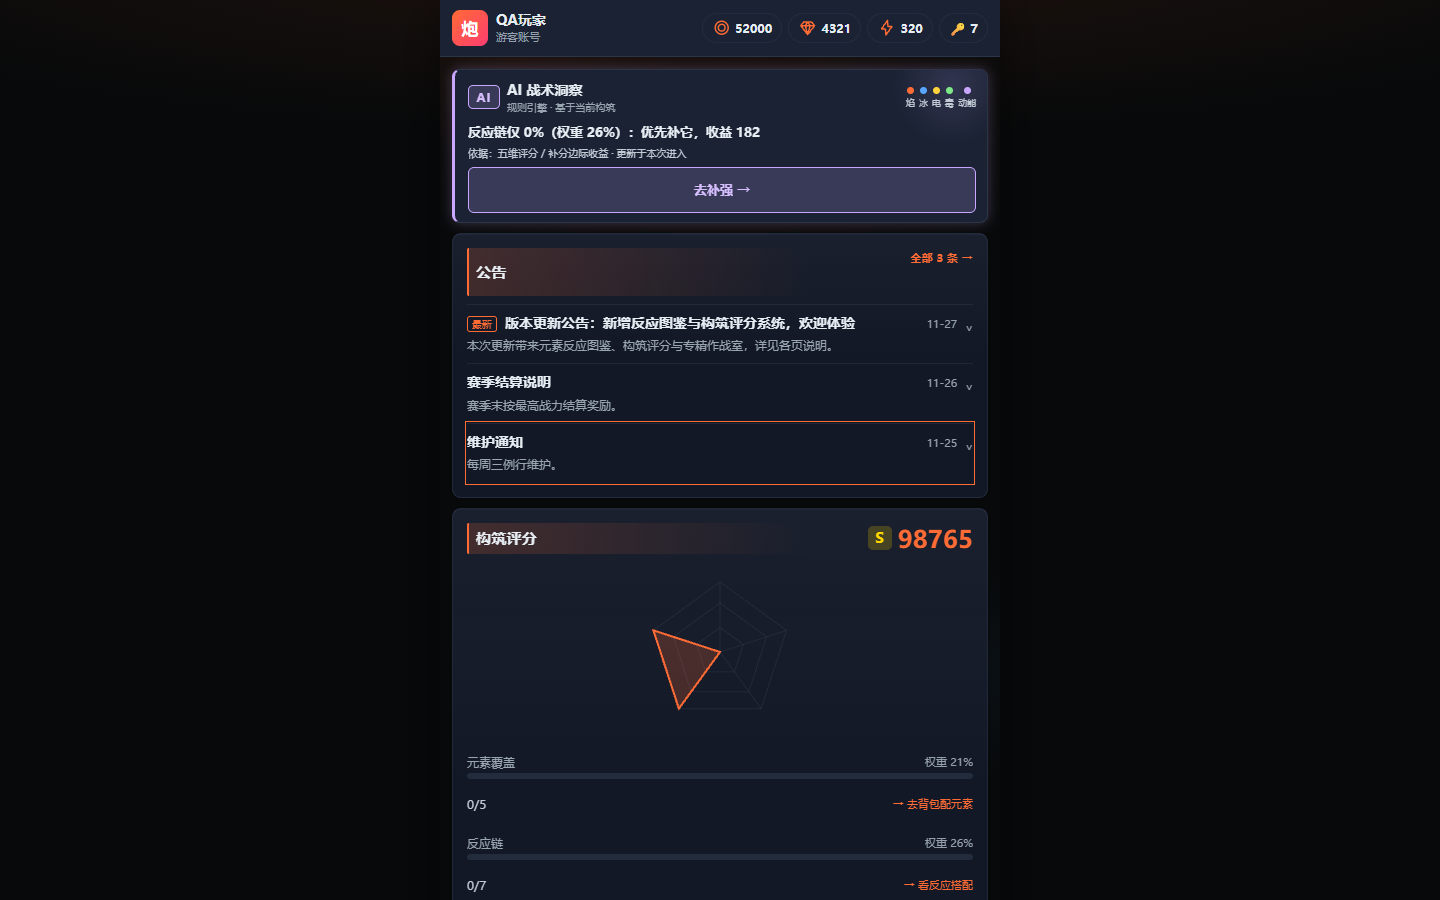 炮 QA玩家 52000 4321 320 7
游客账号
AI AI 战术洞察
规则引擎 · 基于当前构筑 焰 冰 电 毒 动能
反应链仅 0%（权重 26%）：优先补它，收益 182
依据：五维评分 / 补分边际收益 · 更新于本次进入
去补强 →
公告 全部 3 条 →
最新 版本更新公告：新增反应图鉴与构筑评分系统，欢迎体验 11-27 v
本次更新带来元素反应图鉴、构筑评分与专精作战室，详见各页说明。
赛季结算说明 11-26 v
赛季末按最高战力结算奖励。
维护通知 11-25 v
每周三例行维护。
构筑评分 S 98765
元素覆盖 权重 21%
0/5 → 去背包配元素
反应链 权重 26%
0/7 → 看反应搭配